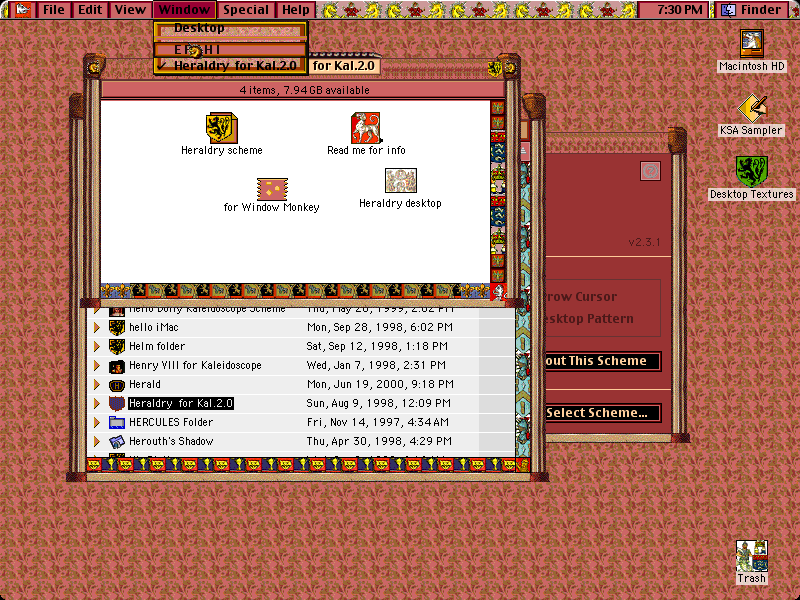 File Edit View Window Special Help 7:30 PM Finder
Desktop
E F G H I
✓ Heraldry for Kal.2.0
for Kal.2.0
4 items, 7.94 GB available
Heraldry scheme
Read me for info
for Window Monkey
Heraldry desktop
Macintosh HD
KSA Sampler
Desktop Textures
v2.3.1
rrow Cursor
esktop Pattern
out This Scheme
Select Scheme...
Hello Dolly Kaleidoscope Scheme Thu, May 20, 1999, 2:02 PM
hello iMac Mon, Sep 28, 1998, 6:02 PM
Helm folder Sat, Sep 12, 1998, 1:18 PM
Henry VIII for Kaleidoscope Wed, Jan 7, 1998, 2:31 PM
Herald Mon, Jun 19, 2000, 9:18 PM
Heraldry for Kal.2.0 Sun, Aug 9, 1998, 12:09 PM
HERCULES Folder Fri, Nov 14, 1997, 4:34 AM
Herouth's Shadow Thu, Apr 30, 1998, 4:29 PM
Trash